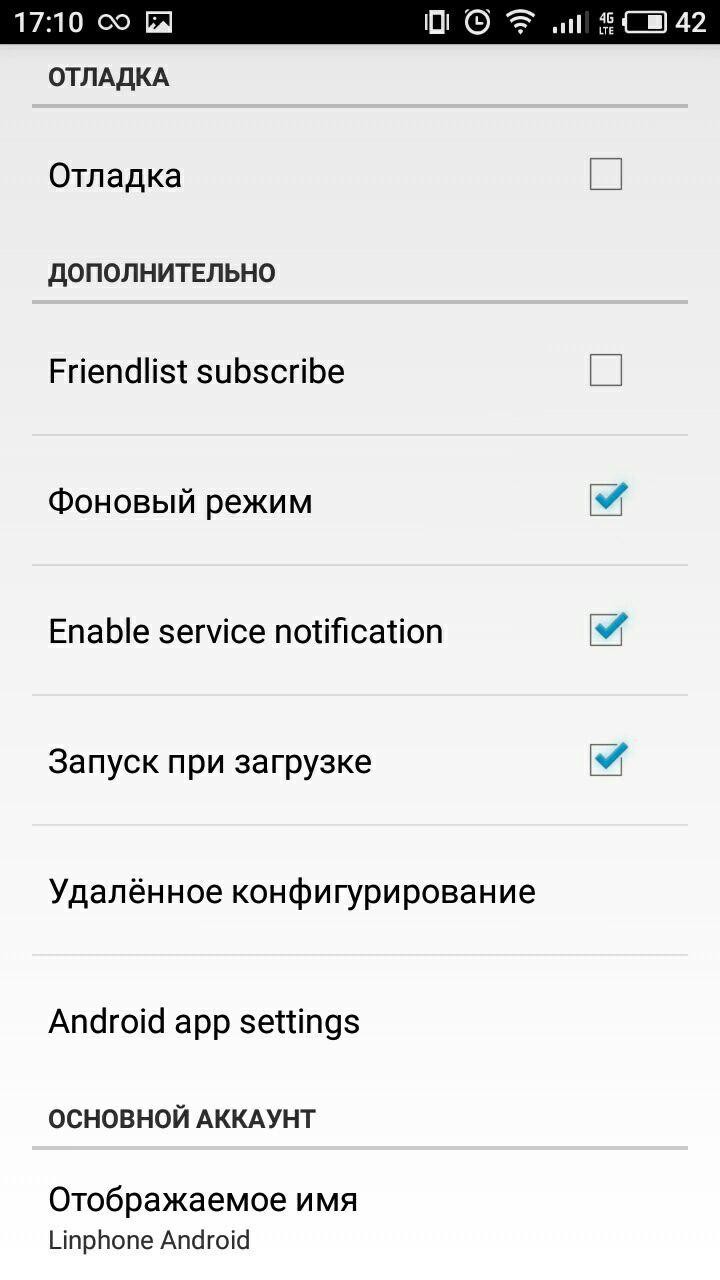 17:10 4G LTE 42
ОТЛАДКА
Отладка
ДОПОЛНИТЕЛЬНО
Friendlist subscribe
Фоновый режим
Enable service notification
Запуск при загрузке
Удалённое конфигурирование
Android app settings
ОСНОВНОЙ АККАУНТ
Отображаемое имя
Linphone Android